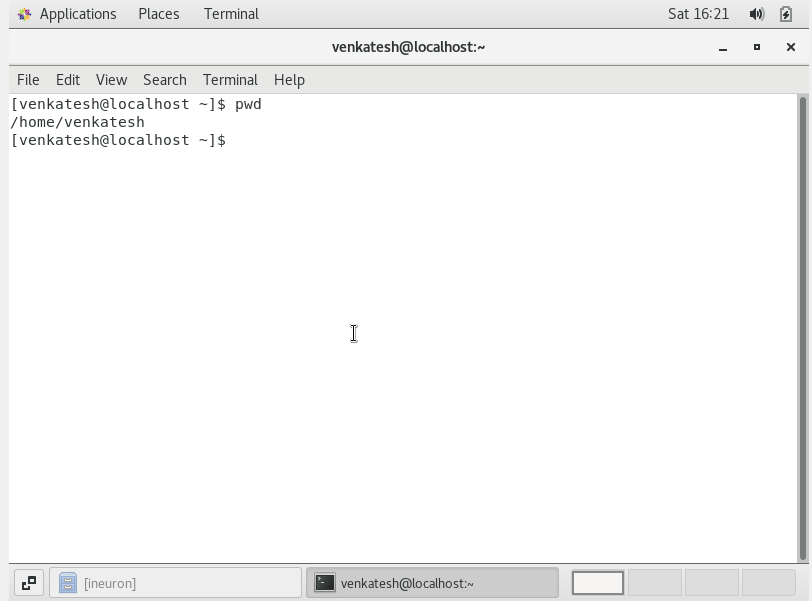 Applications Places Terminal Sat 16:21
venkatesh@localhost:~
File Edit View Search Terminal Help
[venkatesh@localhost ~]$ pwd
/home/venkatesh
[venkatesh@localhost ~]$
[ineuron] venkatesh@localhost:~